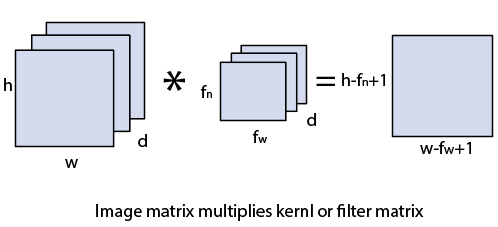 h
w
d
*
fn
fw
d
=
h-fn+1
w-fw+1
Image matrix multiplies kernl or filter matrix